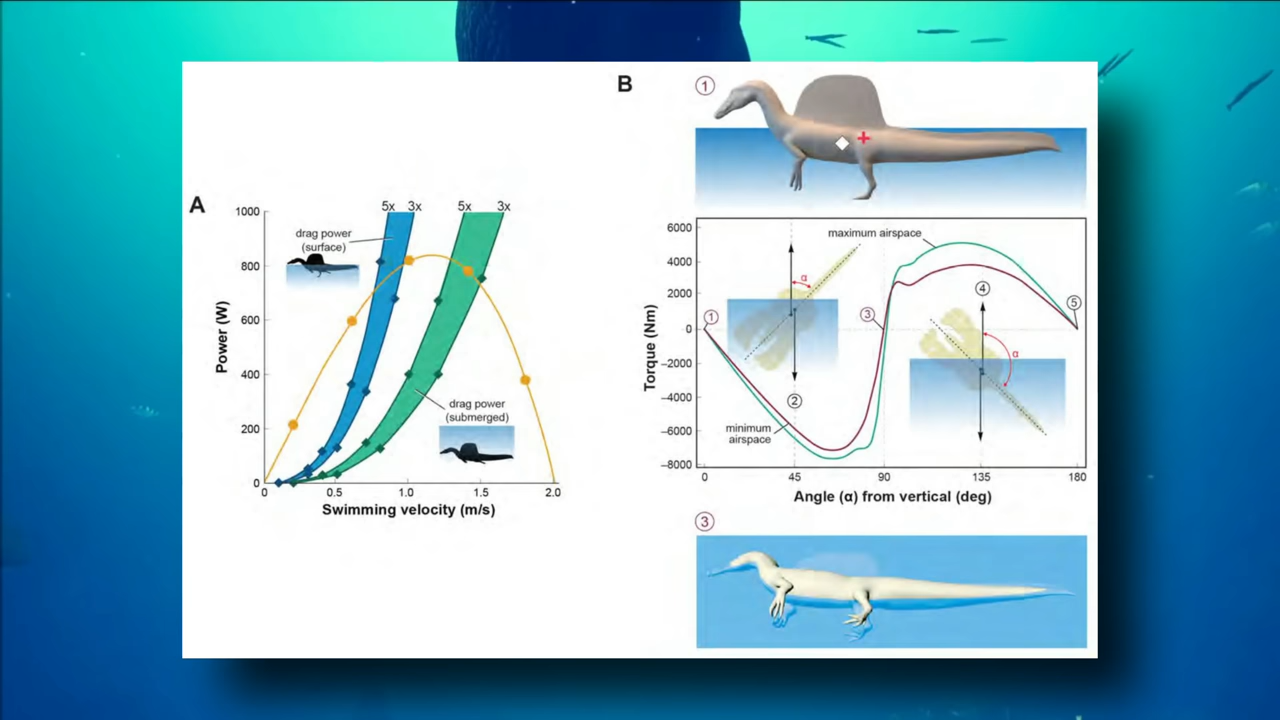 A
1000
800
600
400
200
0
Power (W)
5x 3x 5x 3x
drag power
(surface)
drag power
(submerged)
0 0.5 1.0 1.5 2.0
Swimming velocity (m/s)
B
1
6000
4000
2000
0
–2000
–4000
–6000
–8000
Torque (Nm)
maximum airspace
α
4
5
1
3
α
2
minimum
airspace
0 45 90 135 180
Angle (α) from vertical (deg)
3